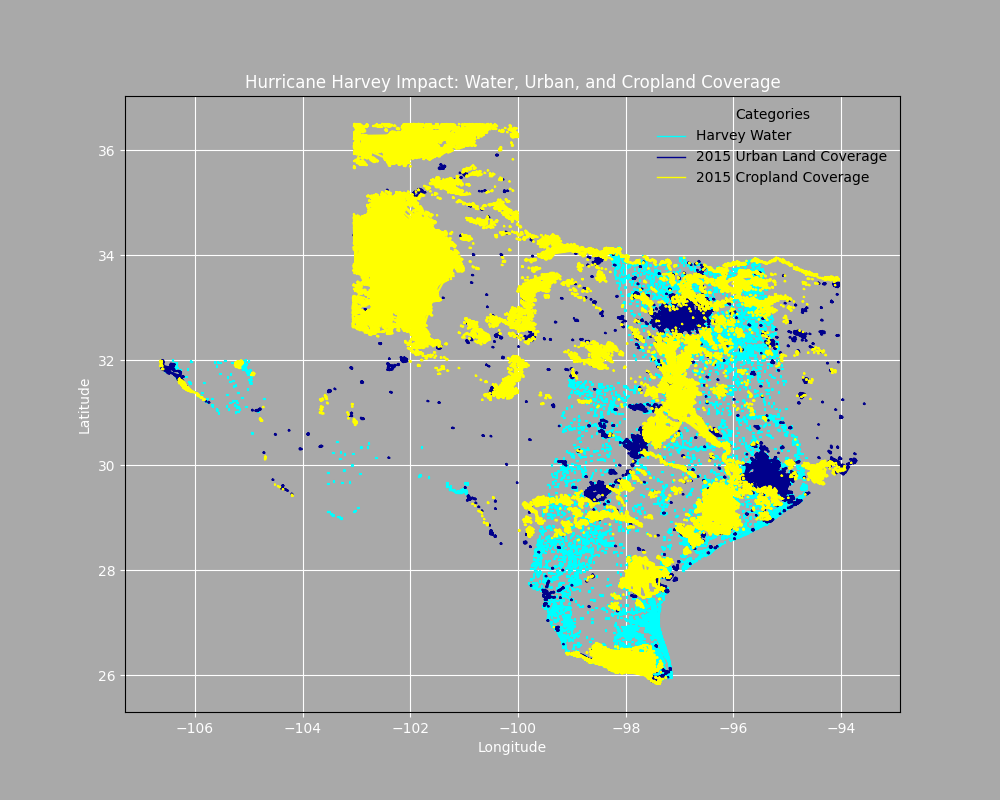 Hurricane Harvey Impact: Water, Urban, and Cropland Coverage
Categories
Harvey Water
2015 Urban Land Coverage
2015 Cropland Coverage
36
34
32
30
28
26
Latitude
−106
−104
−102
−100
−98
−96
−94
Longitude